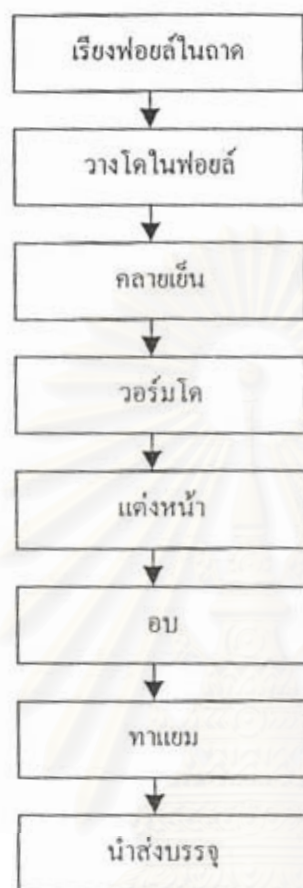 เรียงฟอยล์ในถาด
วางโดในฟอยล์
คลายเย็น
วอร์มโด
แต่งหน้า
อบ
ทาแยม
นำส่งบรรจุ